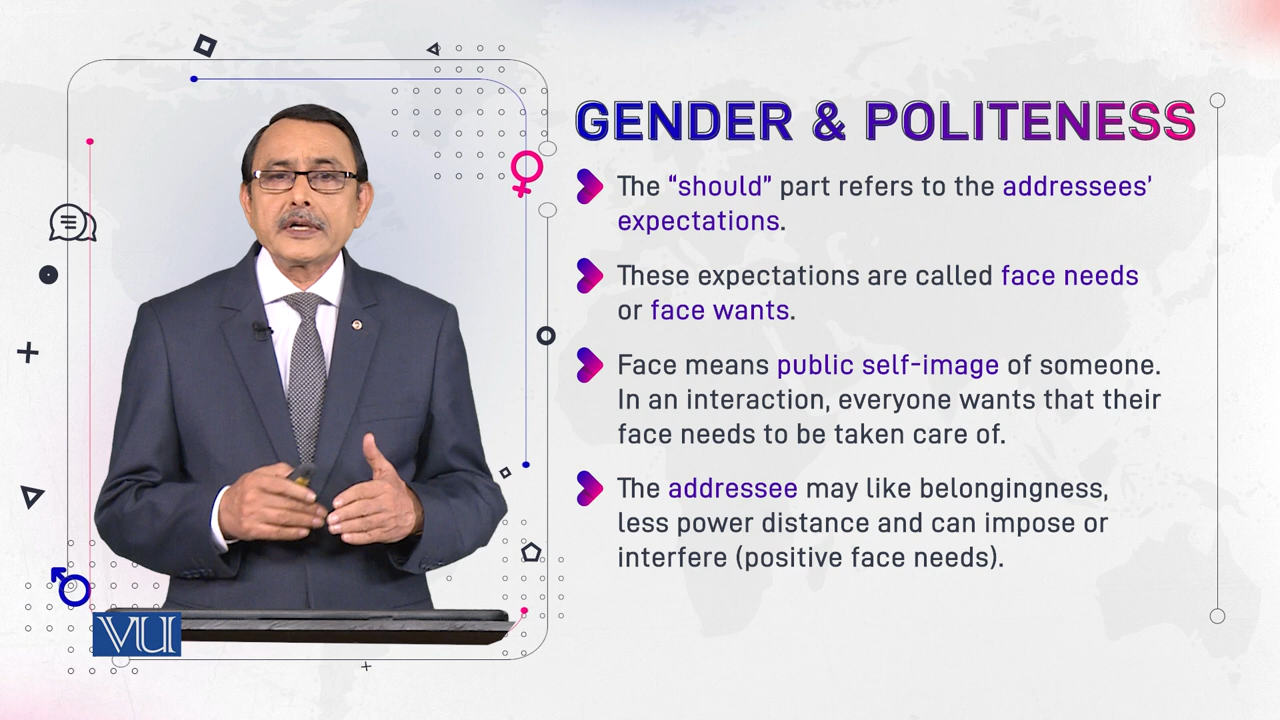 GENDER & POLITENESS
The “should” part refers to the addressees’
expectations.
These expectations are called face needs
or face wants.
Face means public self-image of someone.
In an interaction, everyone wants that their
face needs to be taken care of.
The addressee may like belongingness,
less power distance and can impose or
interfere (positive face needs).
VU